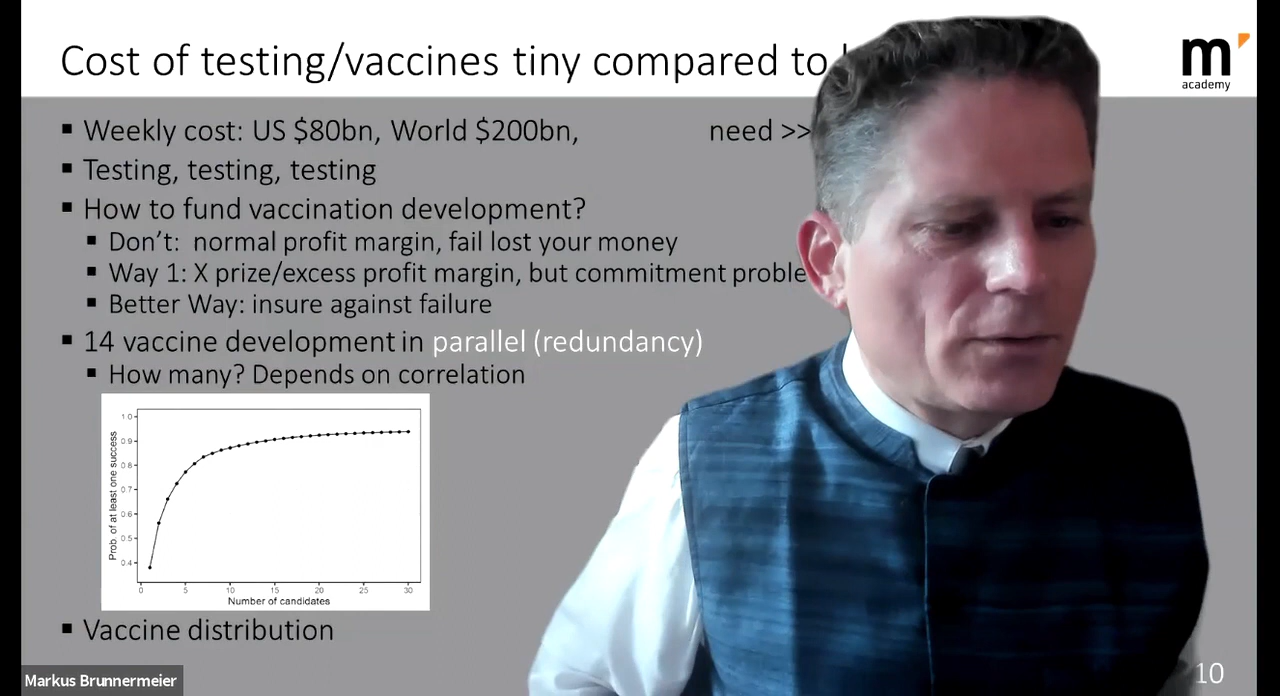 Cost of testing/vaccines tiny compared to
m'
academy
▪ Weekly cost: US $80bn, World $200bn, need >>
▪ Testing, testing, testing
▪ How to fund vaccination development?
▪ Don't: normal profit margin, fail lost your money
▪ Way 1: X prize/excess profit margin, but commitment proble
▪ Better Way: insure against failure
▪ 14 vaccine development in parallel (redundancy)
▪ How many? Depends on correlation
Prob. of at least one success
1.0
0.9
0.8
0.7
0.6
0.5
0.4
0 5 10 15 20 25 30
Number of candidates
▪ Vaccine distribution
Markus Brunnermeier
10